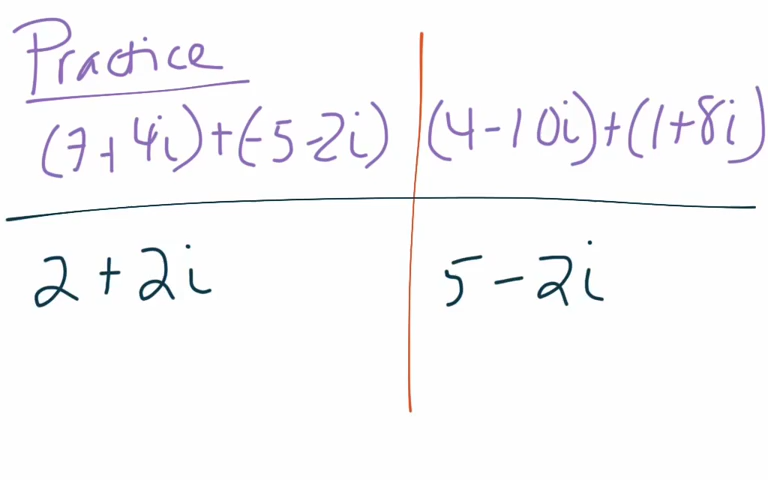 Practice
(7+4i)+(-5-2i)
(4-10i)+(1+8i)
2+2i
5-2i